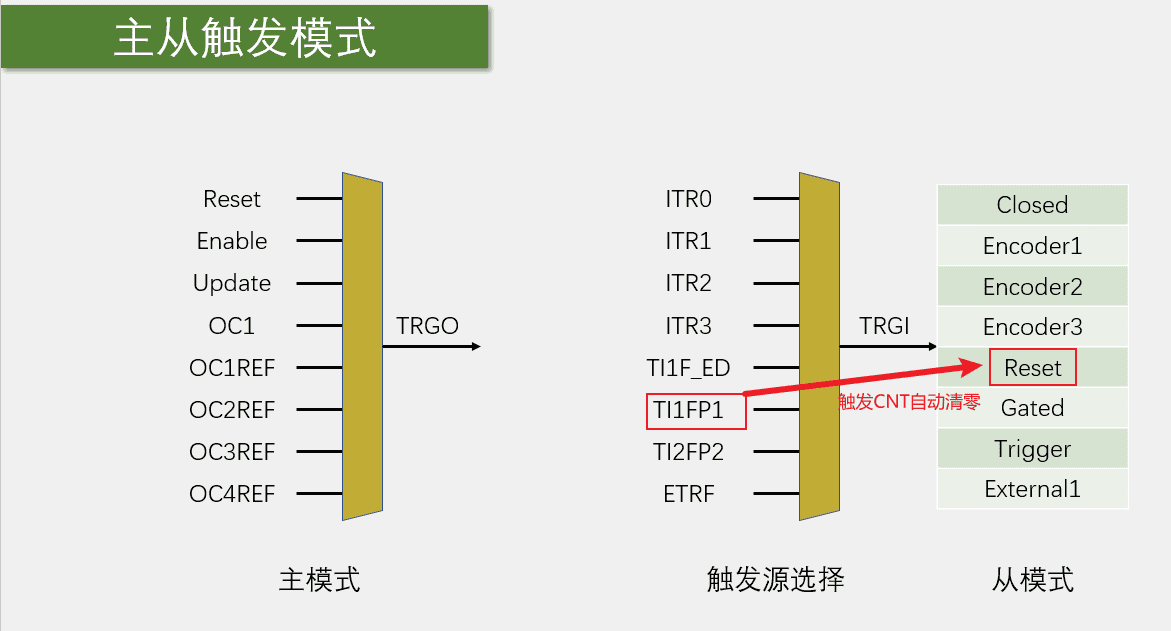 主从触发模式
Reset
Enable
Update
OC1
OC1REF
OC2REF
OC3REF
OC4REF
TRGO
主模式
ITR0
ITR1
ITR2
ITR3
TI1F_ED
TI1FP1
TI2FP2
ETRF
TRGI
触发CNT自动清零
触发源选择
Closed
Encoder1
Encoder2
Encoder3
Reset
Gated
Trigger
External1
从模式